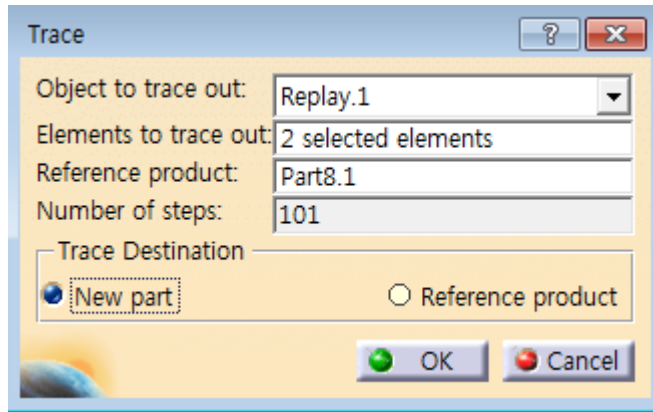 Trace
Object to trace out: Replay.1
Elements to trace out: 2 selected elements
Reference product: Part8.1
Number of steps: 101
Trace Destination
New part Reference product
OK Cancel